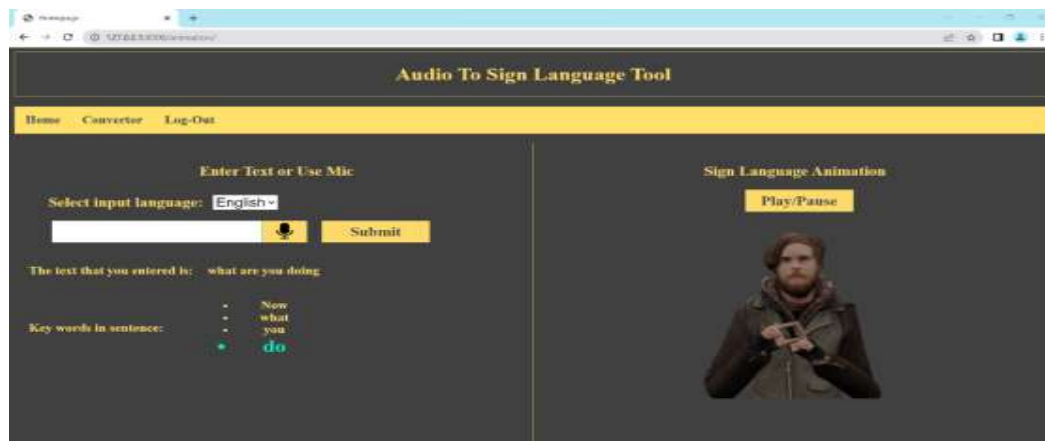 Homepage
Audio To Sign Language Tool
Home Converter Log-Out
Enter Text or Use Mic
Select input language: English
Submit
The text that you entered is: what are you doing
Key words in sentence:
Now
what
you
do
Sign Language Animation
Play/Pause